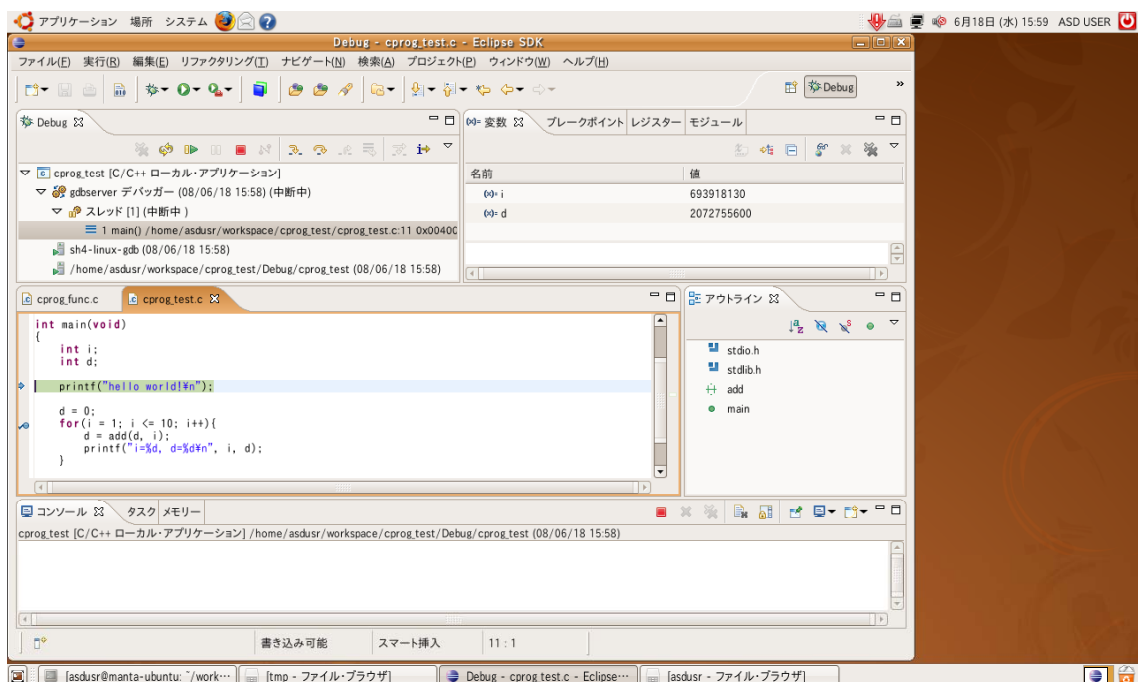 アプリケーション 場所 システム 6月18日 (水) 15:59 ASD USER
Debug - cprog_test.c - Eclipse SDK
ファイル(F) 実行(R) 編集(E) リファクタリング(T) ナビゲート(N) 検索(A) プロジェクト(P) ウィンドウ(W) ヘルプ(H)
Debug »
Debug
cprog_test [C/C++ ローカル・アプリケーション]
gdbserver デバッガー (08/06/18 15:58) (中断中)
スレッド [1] (中断中 )
1 main() /home/asdusr/workspace/cprog_test/cprog_test.c:11 0x00400
sh4-linux-gdb (08/06/18 15:58)
/home/asdusr/workspace/cprog_test/Debug/cprog_test (08/06/18 15:58)
(x)= 変数 ブレークポイント レジスター モジュール
名前 値
(x)= i 693918130
(x)= d 2072755600
cprog_func.c cprog_test.c
int main(void)
{
int i;
int d;
printf("hello world!¥n");
d = 0;
for(i = 1; i <= 10; i++){
d = add(d, i);
printf("i=%d, d=%d¥n", i, d);
}
アウトライン
stdio.h
stdlib.h
add
main
コンソール タスク メモリー
cprog_test [C/C++ ローカル・アプリケーション] /home/asdusr/workspace/cprog_test/Debug/cprog_test (08/06/18 15:58)
書き込み可能 スマート挿入 11 : 1
[asdusr@manta-ubuntu: ~/work… [tmp - ファイル・ブラウザ] Debug - cprog_test.c - Eclipse… [asdusr - ファイル・ブラウザ]